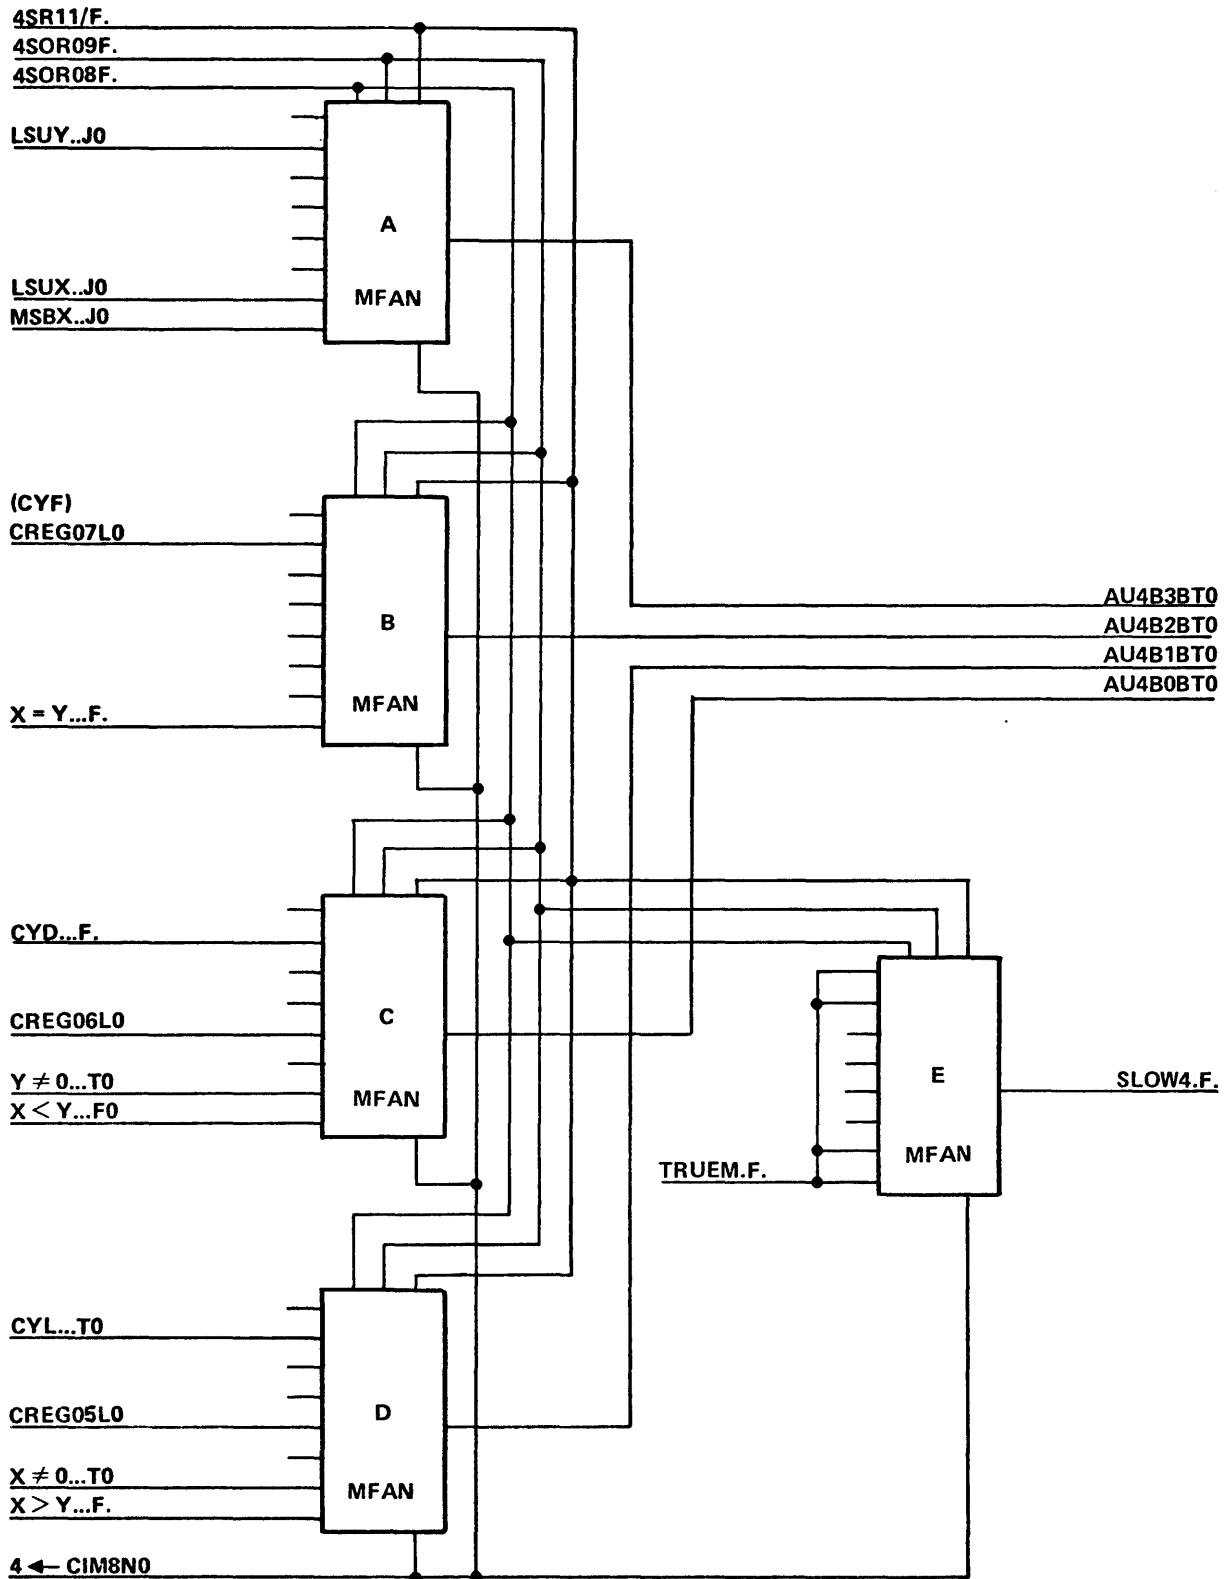 4SR11/F.
4SOR09F.
4SOR08F.
LSUY..J0
A
LSUX..J0
MSBX..J0
MFAN
(CYF)
CREG07L0
B
MFAN
X = Y...F.
AU4B3BT0
AU4B2BT0
AU4B1BT0
AU4B0BT0
CYD...F.
CREG06L0
C
Y ≠ 0...T0
X < Y...F0
MFAN
E
MFAN
SLOW4.F.
TRUEM.F.
CYL...T0
CREG05L0
D
X ≠ 0...T0
X > Y...F.
MFAN
4 ← CIM8N0